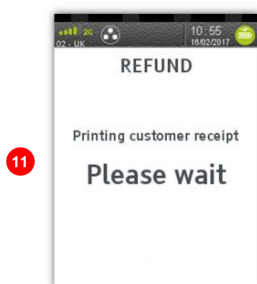 2G
10:55
02 - UK
16/02/2017
REFUND
Printing customer receipt
11
Please wait